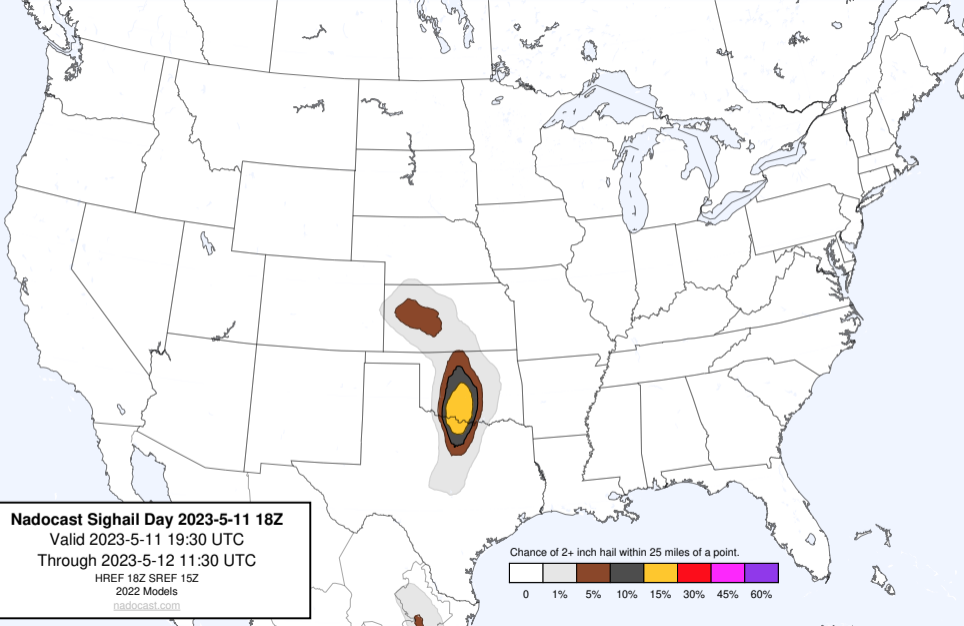 Nadocast Sighail Day 2023-5-11 18Z
Valid 2023-5-11 19:30 UTC
Through 2023-5-12 11:30 UTC
HREF 18Z SREF 15Z
2022 Models
nadocast.com
Chance of 2+ inch hail within 25 miles of a point.
0 1% 5% 10% 15% 30% 45% 60%